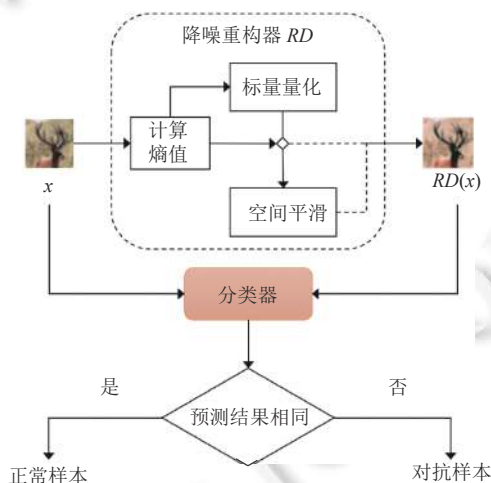 降噪重构器 RD
标量量化
计算
熵值
x
RD(x)
空间平滑
分类器
是
否
预测结果相同
正常样本
对抗样本